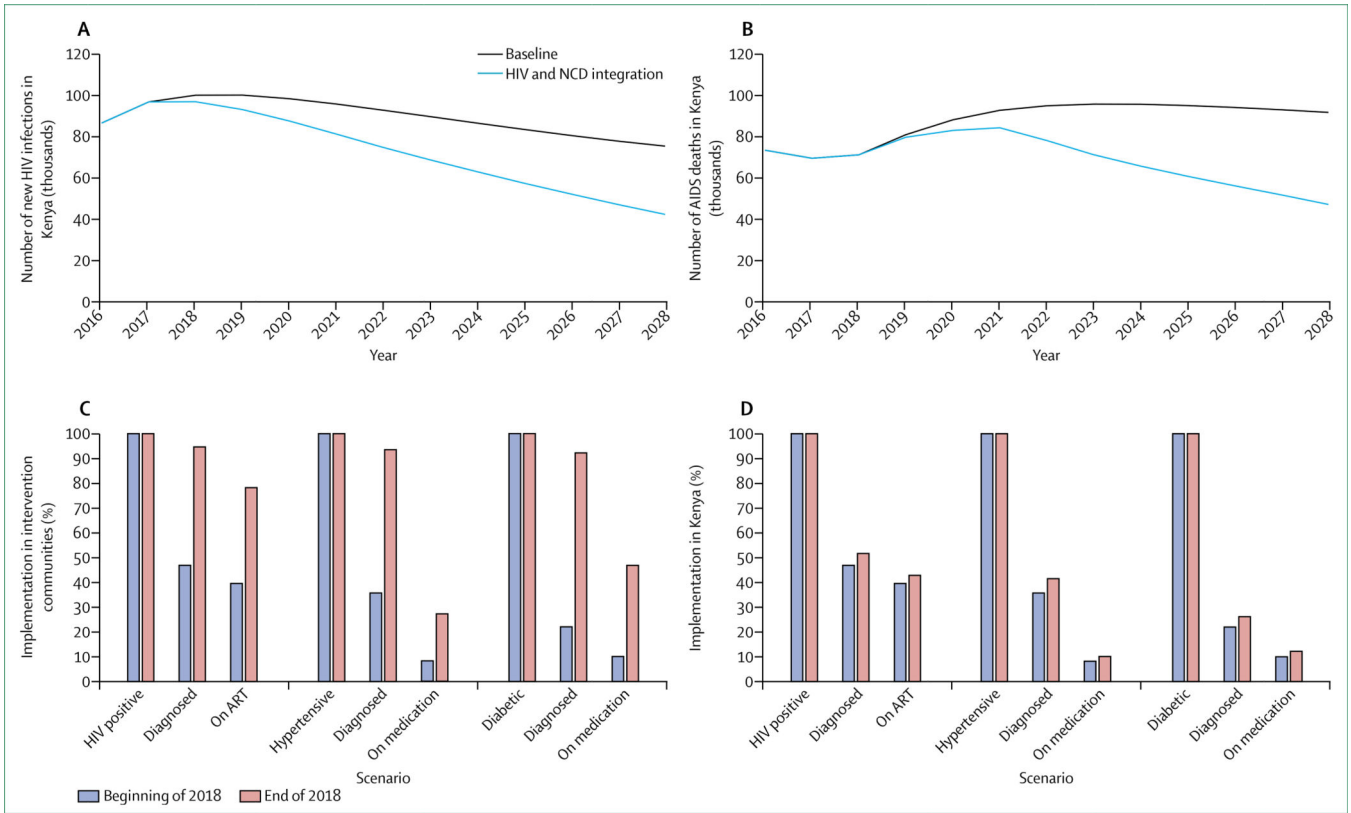 A
Number of new HIV infections in
Kenya (thousands)
120
100
80
60
40
20
0
2016
2017
2018
2019
2020
2021
2022
2023
2024
2025
2026
2027
2028
Year
Baseline
HIV and NCD integration
B
Number of AIDS deaths in Kenya
(thousands)
120
100
80
60
40
20
0
2016
2017
2018
2019
2020
2021
2022
2023
2024
2025
2026
2027
2028
Year
C
Implementation in intervention
communities (%)
100
90
80
70
60
50
40
30
20
10
0
HIV positive
Diagnosed
On ART
Hypertensive
Diagnosed
On medication
Diabetic
Diagnosed
On medication
Scenario
Beginning of 2018
End of 2018
D
Implementation in Kenya (%)
100
90
80
70
60
50
40
30
20
10
0
HIV positive
Diagnosed
On ART
Hypertensive
Diagnosed
On medication
Diabetic
Diagnosed
On medication
Scenario